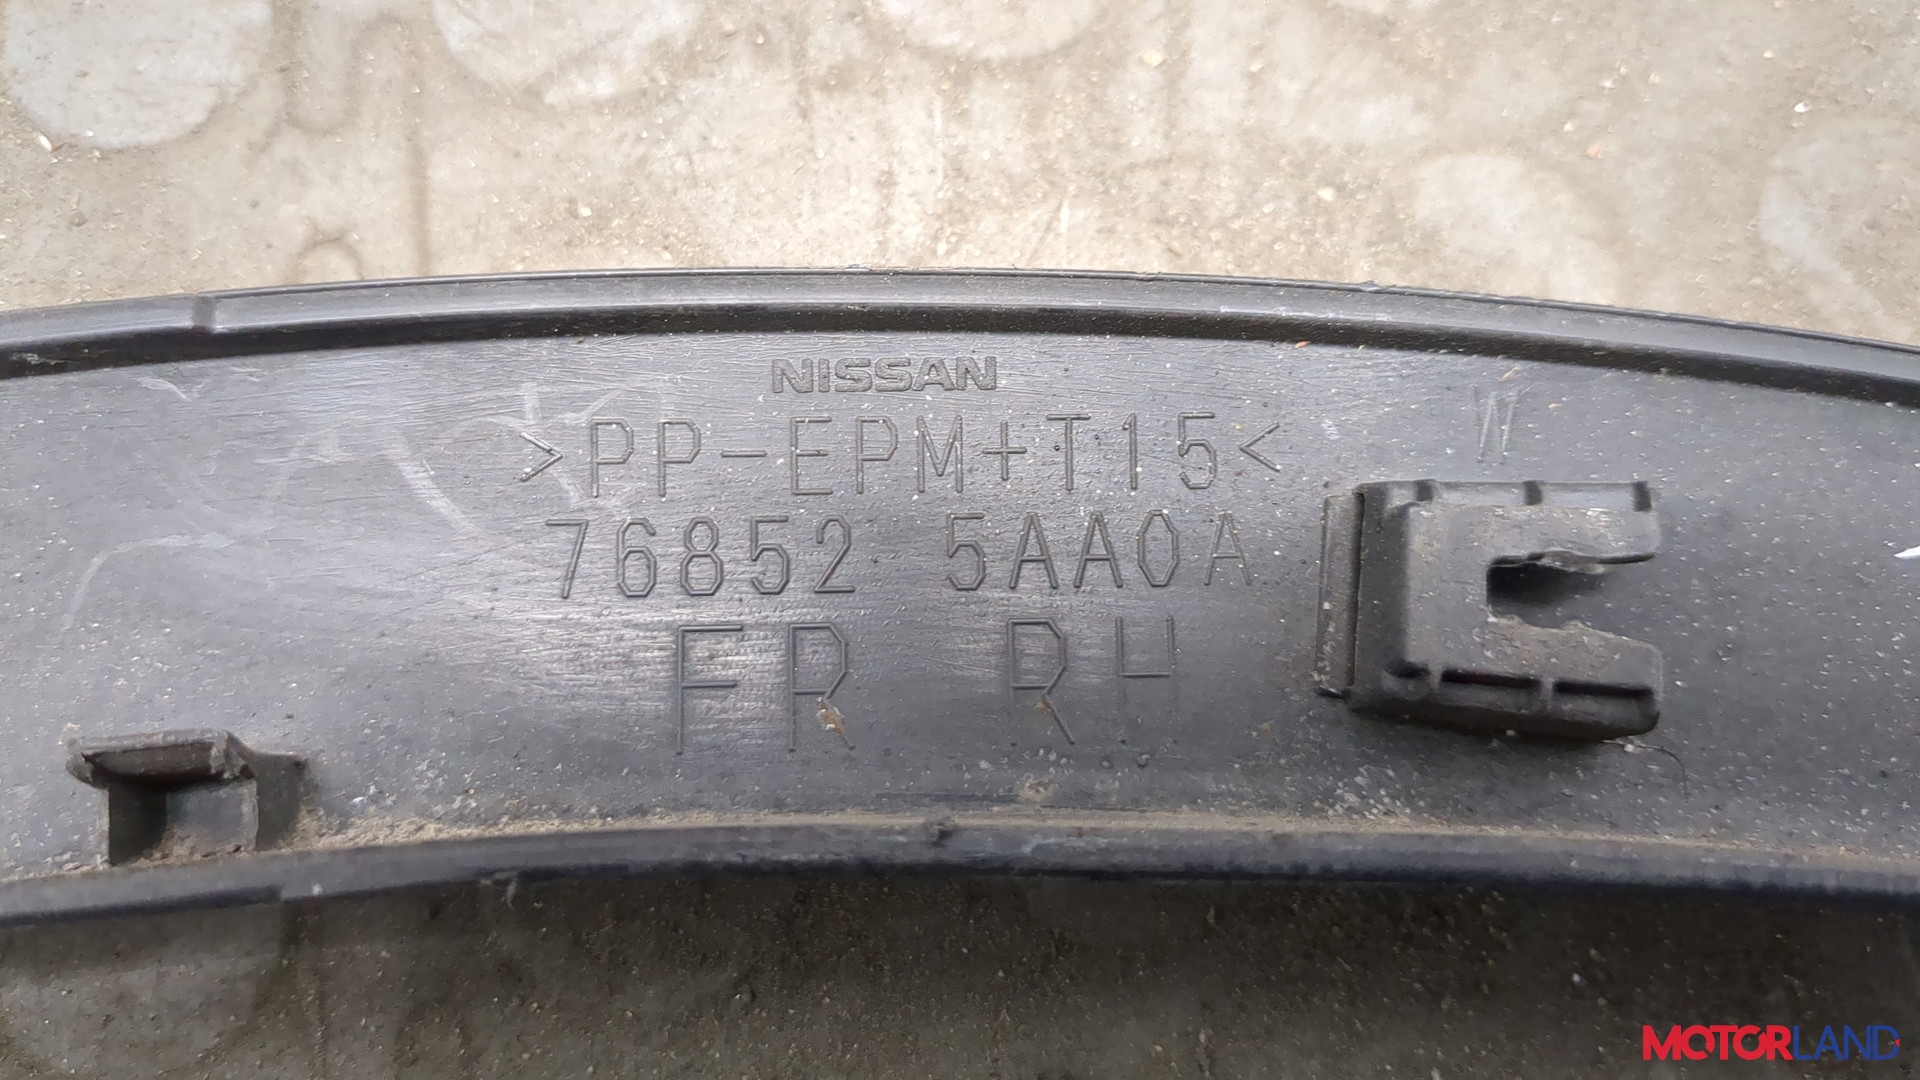 NISSAN
>PP-EPM+T15<
W
76852 5AA0A
FR RH
MOTORLAND